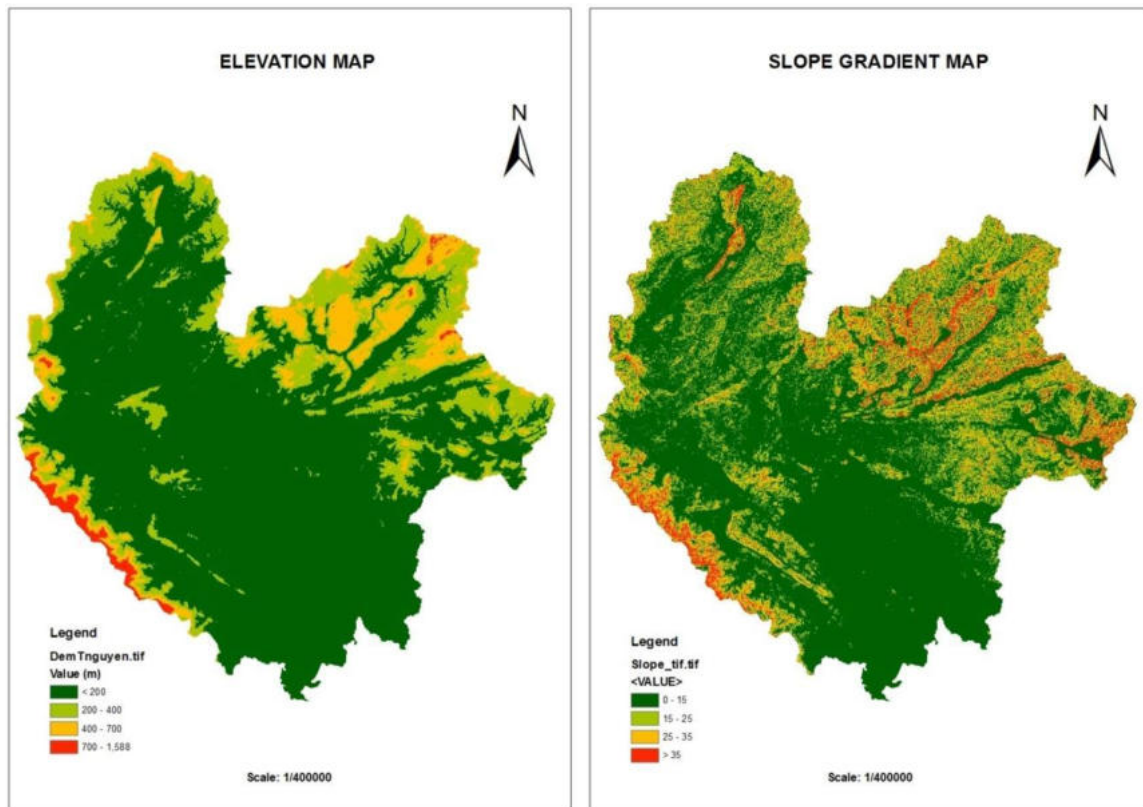 ELEVATION MAP
N
Legend
DemTnguyen.tif
Value (m)
< 200
200 - 400
400 - 700
700 - 1,588
Scale: 1/400000
SLOPE GRADIENT MAP
N
Legend
Slope_tif.tif
<VALUE>
0 - 15
15 - 25
25 - 35
> 35
Scale: 1/400000